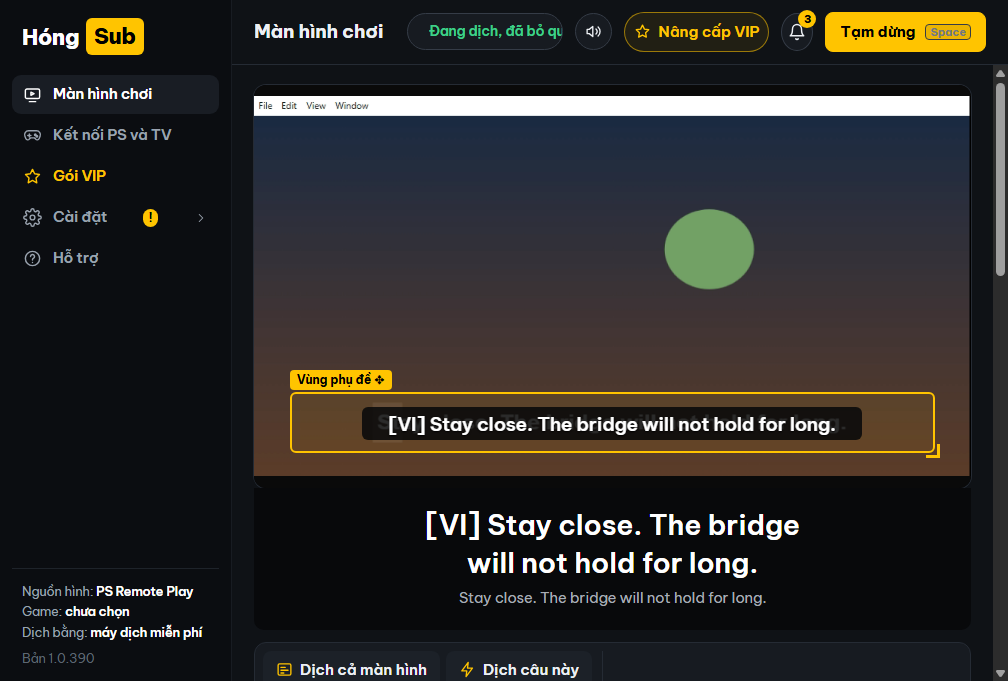 Hóng Sub
Màn hình chơi
Kết nối PS và TV
Gói VIP
Cài đặt
!
Hỗ trợ
Nguồn hình: PS Remote Play
Game: chưa chọn
Dịch bằng: máy dịch miễn phí
Bản 1.0.390
Màn hình chơi
Đang dịch, đã bỏ qu
Nâng cấp VIP
3
Tạm dừng Space
File Edit View Window
Vùng phụ đề
[VI] Stay close. The bridge will not hold for long.
[VI] Stay close. The bridge
will not hold for long.
Stay close. The bridge will not hold for long.
Dịch cả màn hình
Dịch câu này